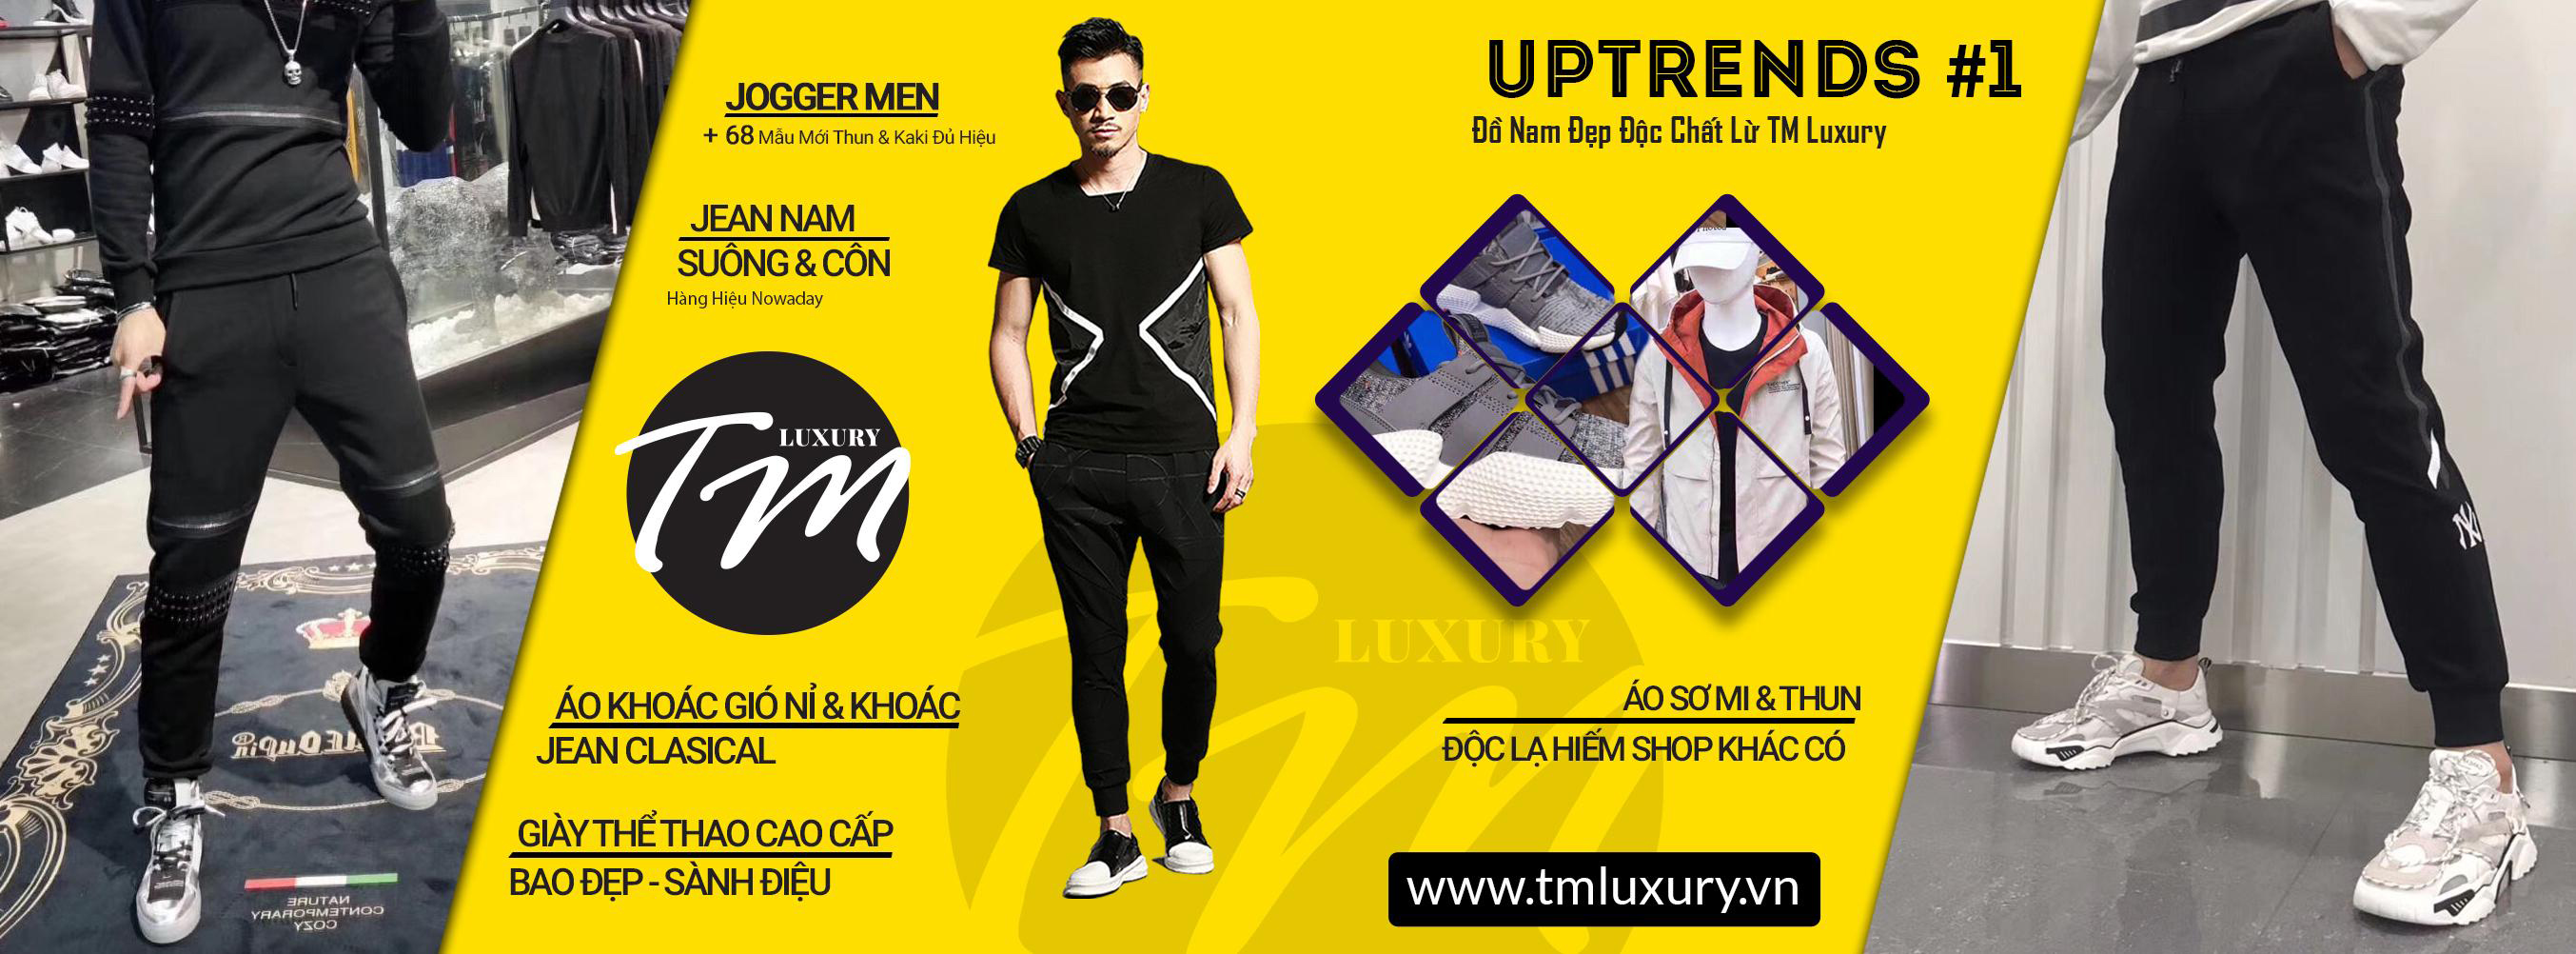 JOGGER MEN
+ 68 Mẫu Mới Thun & Kaki Đủ Hiệu
JEAN NAM
SUÔNG & CÔN
Hàng Hiệu Nowaday
LUXURY
TM
ÁO KHOÁC GIÓ NỈ & KHOÁC
JEAN CLASICAL
GIÀY THỂ THAO CAO CẤP
BAO ĐẸP - SÀNH ĐIỆU
UPTRENDS #1
Đồ Nam Đẹp Độc Chất Lừ TM Luxury
LUXURY
TM
ÁO SƠ MI & THUN
ĐỘC LẠ HIẾM SHOP KHÁC CÓ
www.tmluxury.vn
NATURE
CONTEMPORARY
COZY
NY